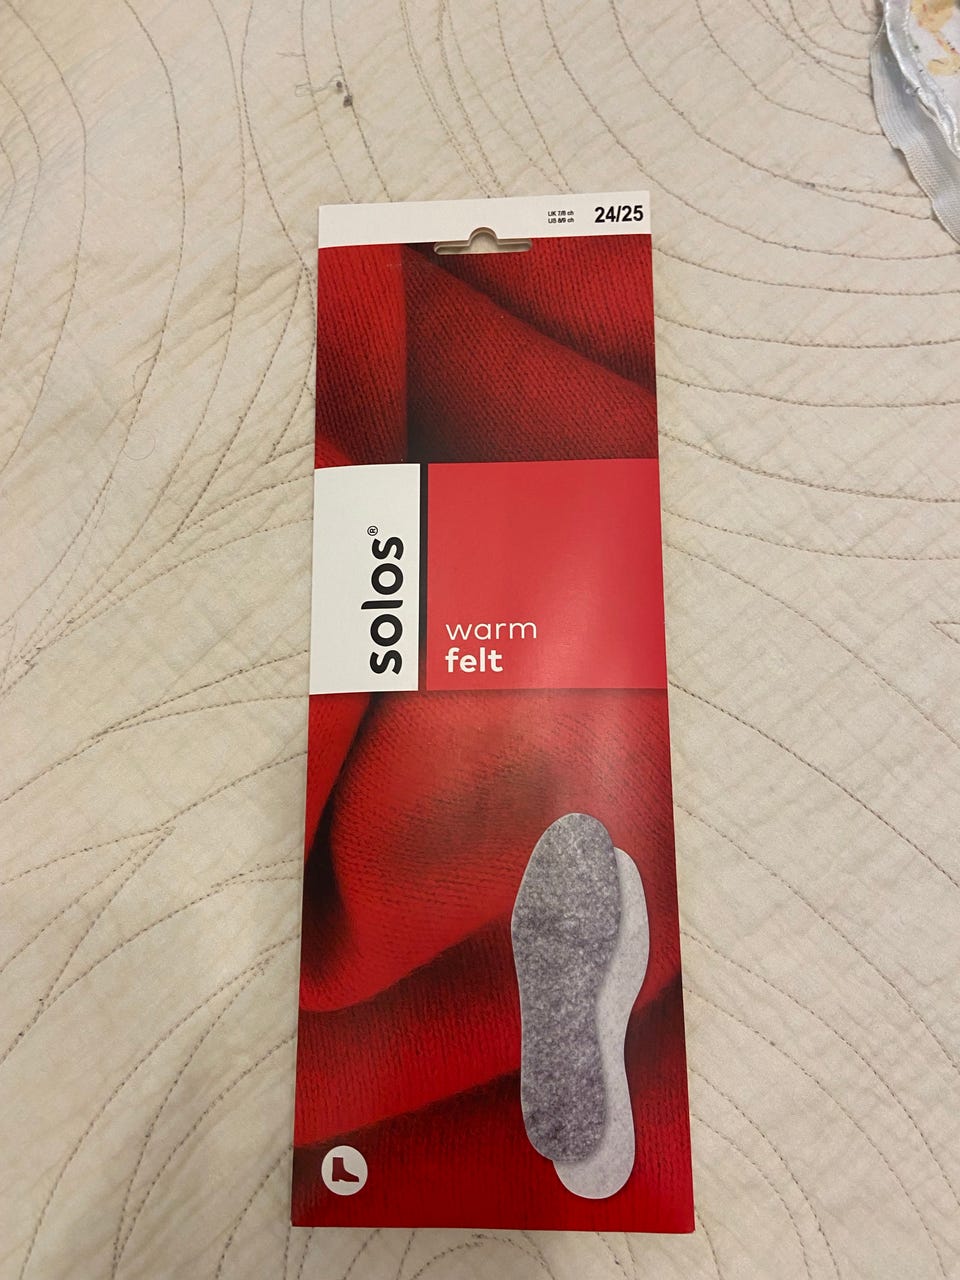 UK 7/8 ch
US 8/9 ch
24/25
solos®
warm
felt